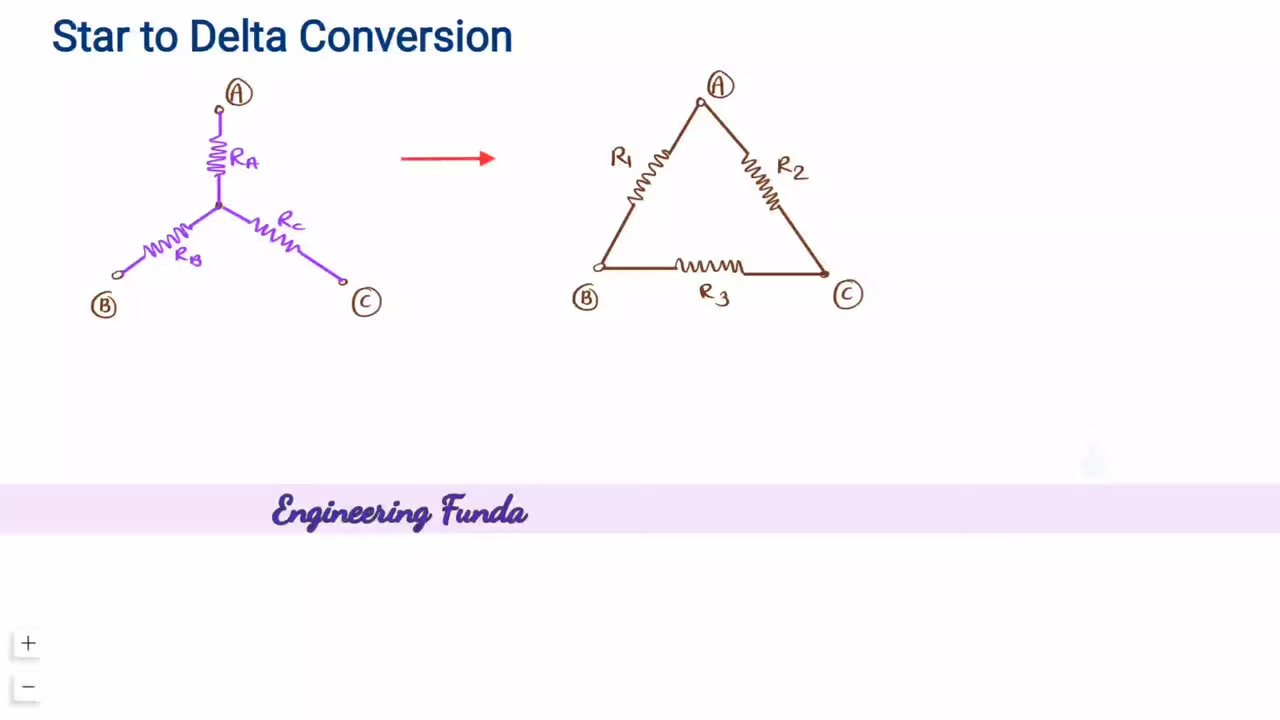 Star to Delta Conversion
A
RA
RB
RC
B
C
A
R1
R2
R3
B
C
Engineering Funda
+
−